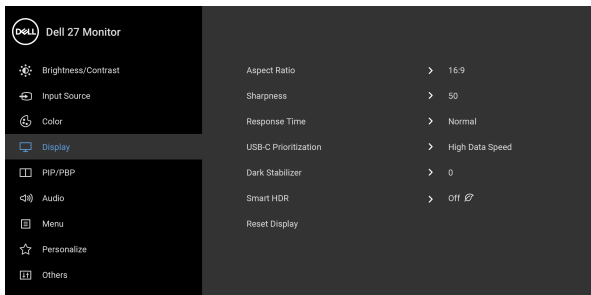 DELL Dell 27 Monitor
Brightness/Contrast
Input Source
Color
Display
PIP/PBP
Audio
Menu
Personalize
Others
Aspect Ratio > 16:9
Sharpness > 50
Response Time > Normal
USB-C Prioritization > High Data Speed
Dark Stabilizer > 0
Smart HDR > Off
Reset Display